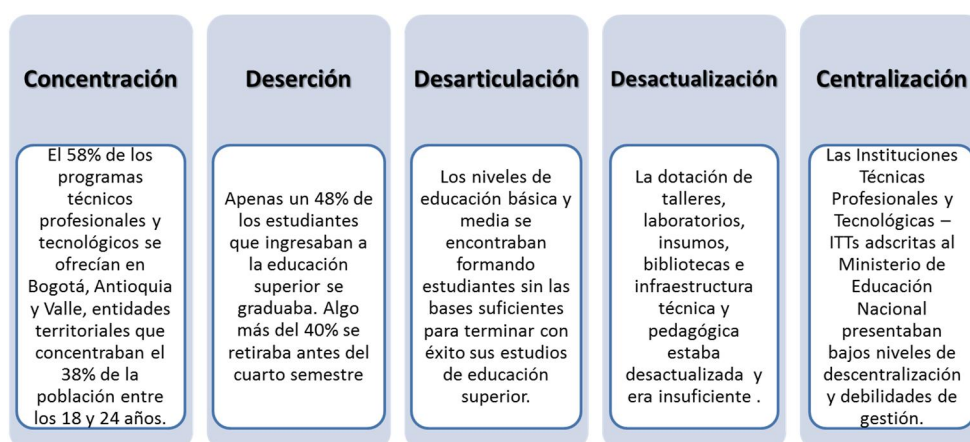 Concentración
El 58% de los
programas
técnicos
profesionales y
tecnológicos se
ofrecían en
Bogotá, Antioquia
y Valle, entidades
territoriales que
concentraban el
38% de la
población entre
los 18 y 24 años.
Deserción
Apenas un 48% de
los estudiantes
que ingresaban a
la educación
superior se
graduaba. Algo
más del 40% se
retiraba antes del
cuarto semestre
Desarticulación
Los niveles de
educación básica y
media se
encontraban
formando
estudiantes sin las
bases suficientes
para terminar con
éxito sus estudios
de educación
superior.
Desactualización
La dotación de
talleres,
laboratorios,
insumos,
bibliotecas e
infraestructura
técnica y
pedagógica
estaba
desactualizada y
era insuficiente .
Centralización
Las Instituciones
Técnicas
Profesionales y
Tecnológicas –
ITTs adscritas al
Ministerio de
Educación
Nacional
presentaban
bajos niveles de
descentralización
y debilidades de
gestión.